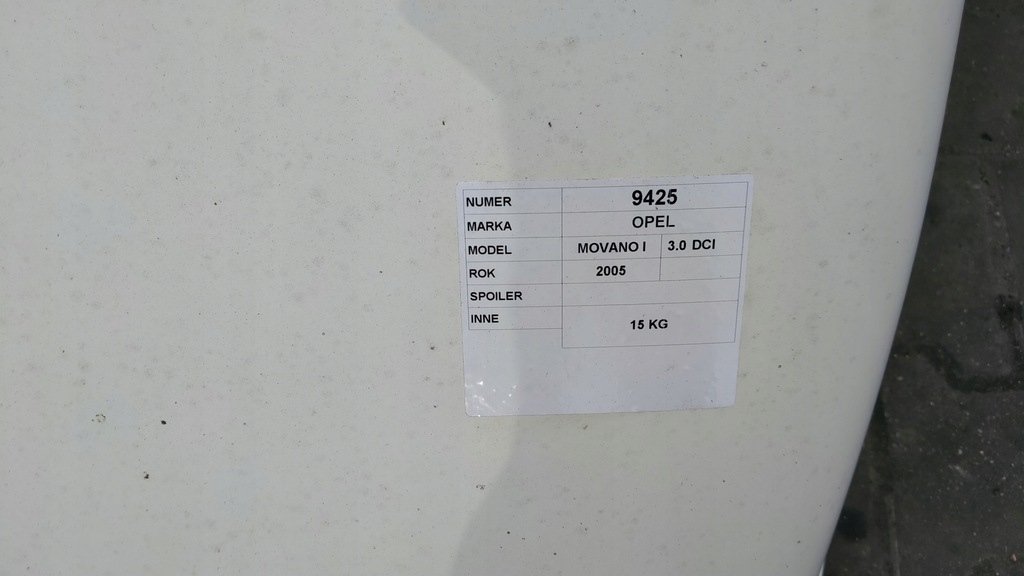 NUMER 9425
MARKA OPEL
MODEL MOVANO I 3.0 DCI
ROK 2005
SPOILER
INNE 15 KG